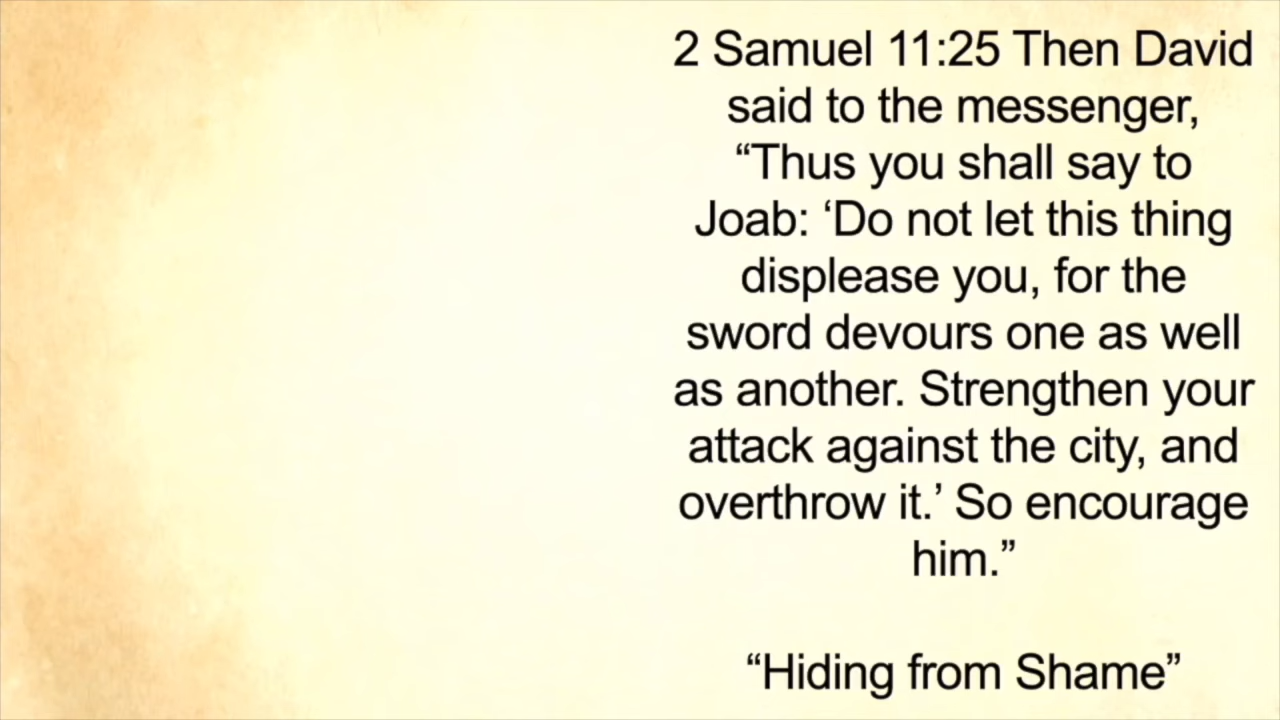 2 Samuel 11:25 Then David
said to the messenger,
“Thus you shall say to
Joab: ‘Do not let this thing
displease you, for the
sword devours one as well
as another. Strengthen your
attack against the city, and
overthrow it.’ So encourage
him.”
“Hiding from Shame”